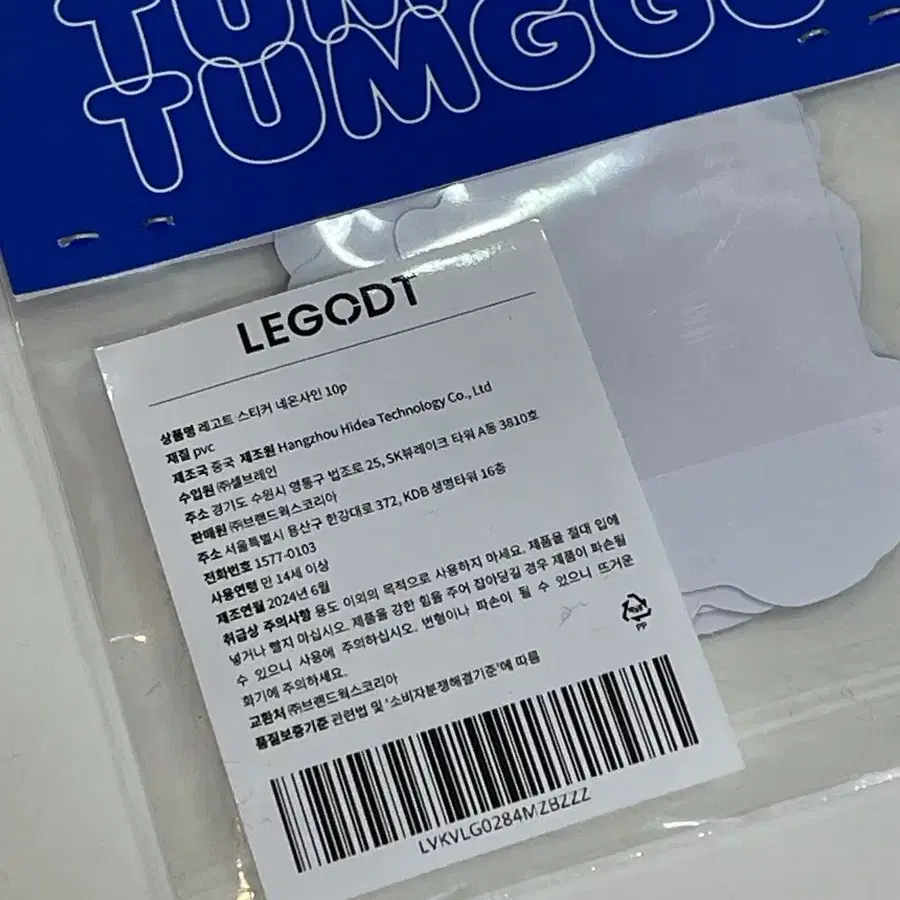 TUMGGU
LEGODT
상품명 레고트 스티커 네온사인 10p
재질 pvc
제조국 중국 제조원 Hangzhou Hidea Technology Co., Ltd
수입원 ㈜셀브레인
주소 경기도 수원시 영통구 법조로 25, SK뷰레이크 타워 A동 3810호
판매원 ㈜브랜드웍스코리아
주소 서울특별시 용산구 한강대로 372, KDB 생명타워 16층
전화번호 1577-0103
사용연령 만 14세 이상
제조연월 2024년 6월
취급상 주의사항 용도 이외의 목적으로 사용하지 마세요. 제품을 절대 입에
넣거나 빨지 마십시오. 제품을 강한 힘을 주어 잡아당길 경우 제품이 파손될
수 있으니 사용에 주의하십시오. 변형이나 파손이 될 수 있으니 뜨거운
화기에 주의하세요.
교환처 ㈜브랜드웍스코리아
품질보증기준 관련법 및 '소비자분쟁해결기준'에 따름
PP
LVKVLG0284MZBZZZ